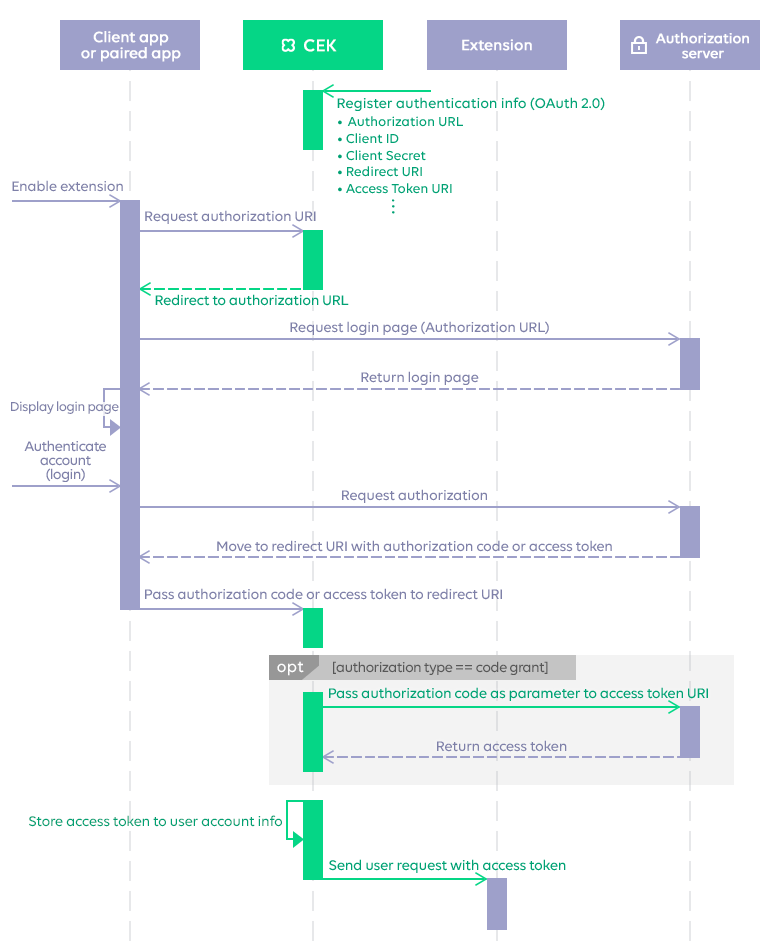 Client app
or paired app
CEK
Extension
Authorization
server
Register authentication info (OAuth 2.0)
• Authorization URL
• Client ID
• Client Secret
• Redirect URI
• Access Token URI
⋮
Enable extension
Request authorization URI
Redirect to authorization URL
Request login page (Authorization URL)
Return login page
Display login page
Authenticate
account
(login)
Request authorization
Move to redirect URI with authorization code or access token
Pass authorization code or access token to redirect URI
opt [authorization type == code grant]
Pass authorization code as parameter to access token URI
Return access token
Store access token to user account info
Send user request with access token